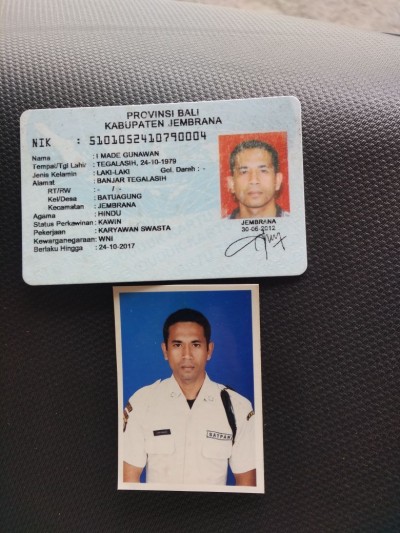 PROVINSI BALI
KABUPATEN JEMBRANA
NIK : 5101052410790004
Nama : I MADE GUNAWAN
Tempat/Tgl Lahir : TEGALASIH, 24-10-1979
Jenis Kelamin : LAKI-LAKI Gol. Darah : -
Alamat : BANJAR TEGALASIH
RT/RW : - / -
Kel/Desa : BATUAGUNG
Kecamatan : JEMBRANA
Agama : HINDU
Status Perkawinan : KAWIN
Pekerjaan : KARYAWAN SWASTA
Kewarganegaraan: WNI
Berlaku Hingga : 24-10-2017
JEMBRANA
30-06-2012
SATPAM